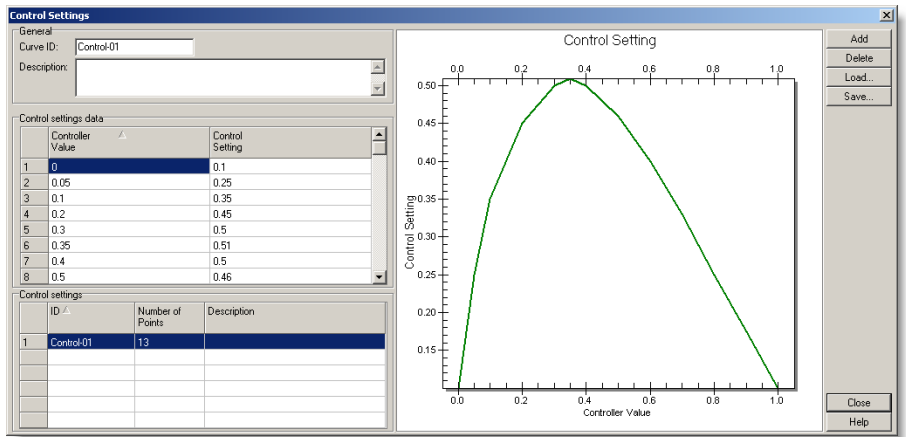 Control Settings
General
Curve ID: Control-01
Description:
Control settings data
Controller Value Control Setting
1 0 0.1
2 0.05 0.25
3 0.1 0.35
4 0.2 0.45
5 0.3 0.5
6 0.35 0.51
7 0.4 0.5
8 0.5 0.46
Control settings
ID Number of Points Description
1 Control-01 13
Control Setting
0.0 0.2 0.4 0.6 0.8 1.0
0.50
0.45
0.40
0.35
0.30
0.25
0.20
0.15
Control Setting
0.0 0.2 0.4 0.6 0.8 1.0
Controller Value
Add
Delete
Load...
Save...
Close
Help